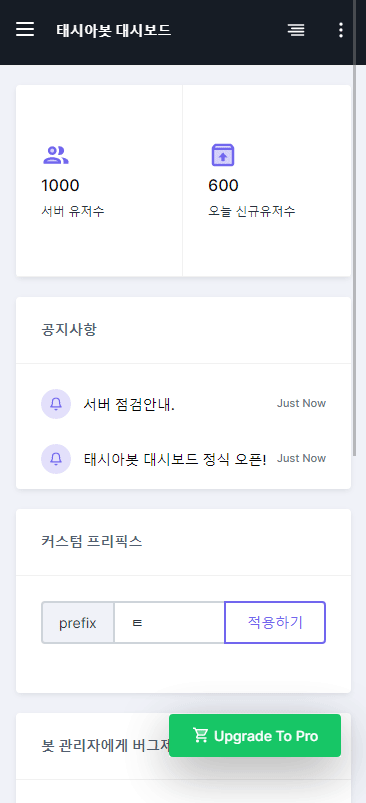 태시아봇 대시보드
1000
서버 유저수
600
오늘 신규유저수
공지사항
서버 점검안내. Just Now
태시아봇 대시보드 정식 오픈! Just Now
커스텀 프리픽스
prefix ㅌ 적용하기
봇 관리자에게
Upgrade To Pro